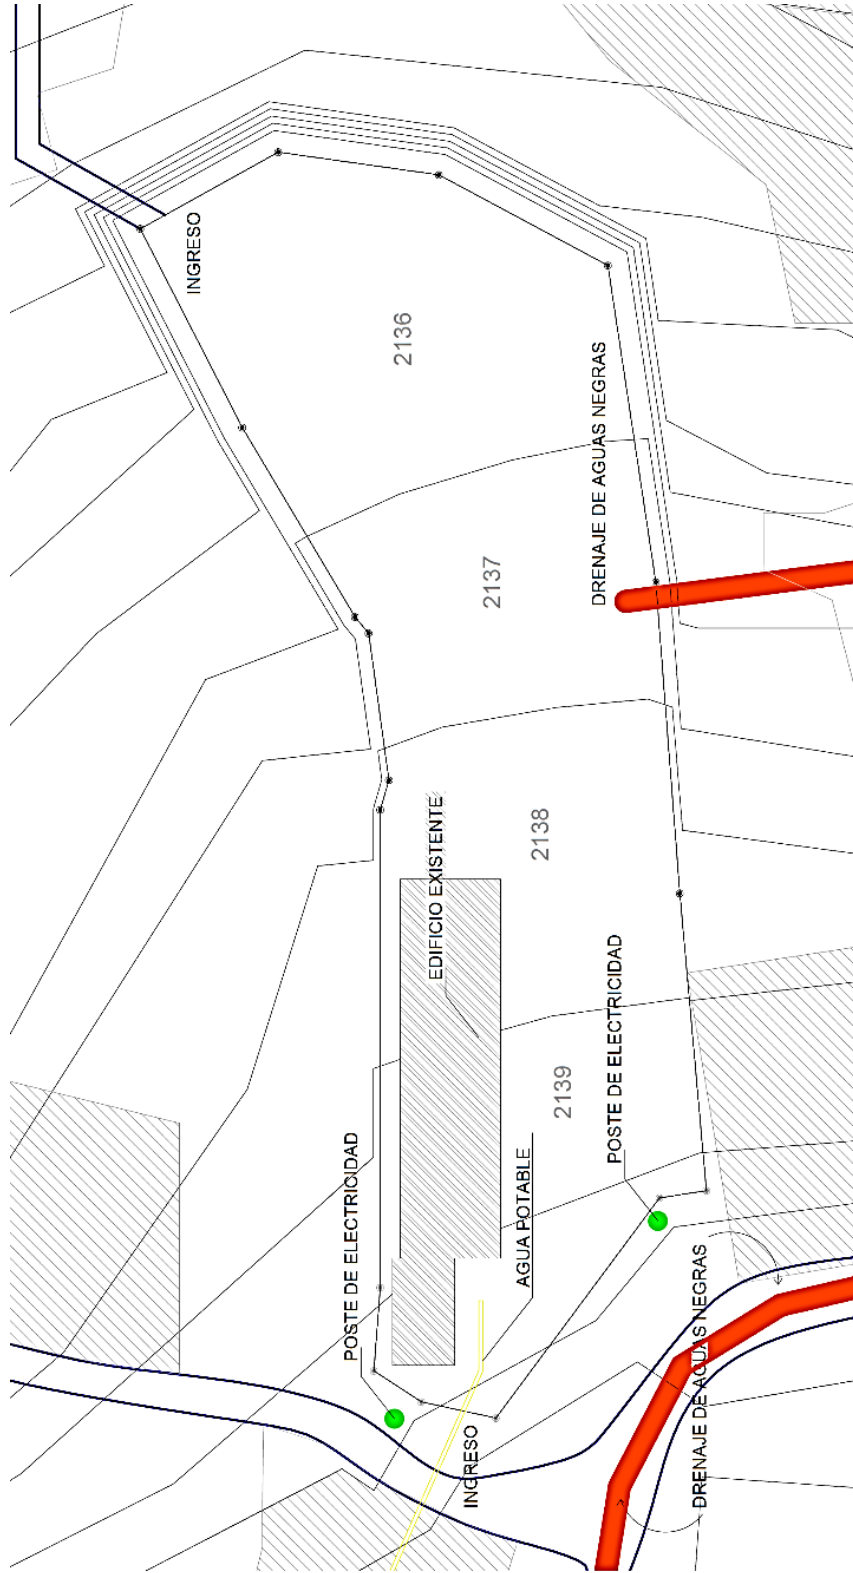 INGRESO
2136
DRENAJE DE AGUAS NEGRAS
2137
2138
EDIFICIO EXISTENTE
POSTE DE ELECTRICIDAD
2139
AGUA POTABLE
POSTE DE ELECTRICIDAD
DRENAJE DE AGUAS NEGRAS
INGRESO